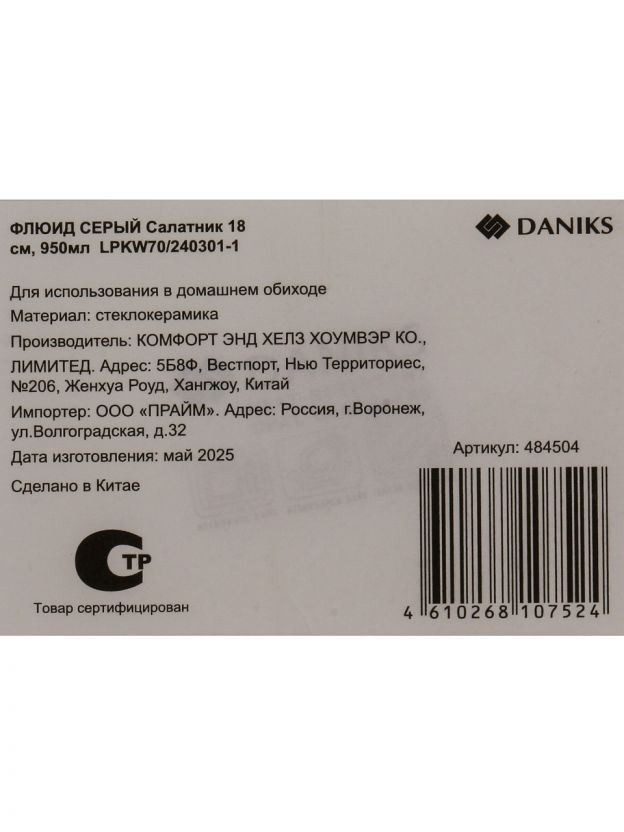 ФЛЮИД СЕРЫЙ Салатник 18
см, 950мл LPKW70/240301-1
DANIKS
Для использования в домашнем обиходе
Материал: стеклокерамика
Производитель: КОМФОРТ ЭНД ХЕЛЗ ХОУМВЭР КО.,
ЛИМИТЕД. Адрес: 5Б8Ф, Вестпорт, Нью Территориес,
№206, Женхуа Роуд, Хангжоу, Китай
Импортер: ООО «ПРАЙМ». Адрес: Россия, г.Воронеж,
ул.Волгоградская, д.32
Дата изготовления: май 2025
Сделано в Китае
Артикул: 484504
ТР
Товар сертифицирован
4 610268 107524